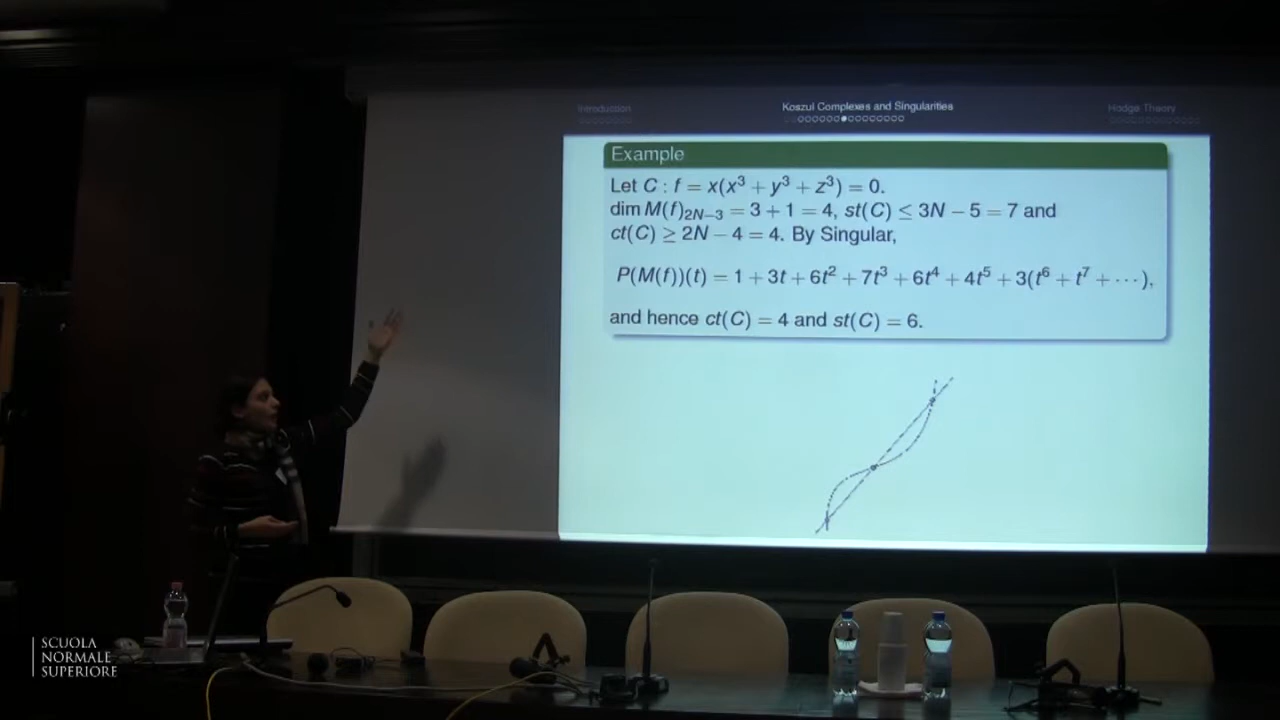 Introduction
Koszul Complexes and Singularities
Hodge Theory
Example
Let C : f = x(x³ + y³ + z³) = 0.
dim M(f)₂N₋₃ = 3 + 1 = 4, st(C) ≤ 3N − 5 = 7 and
ct(C) ≥ 2N − 4 = 4. By Singular,
P(M(f))(t) = 1 + 3t + 6t² + 7t³ + 6t⁴ + 4t⁵ + 3(t⁶ + t⁷ + ⋯),
and hence ct(C) = 4 and st(C) = 6.
SCUOLA
NORMALE
SUPERIORE